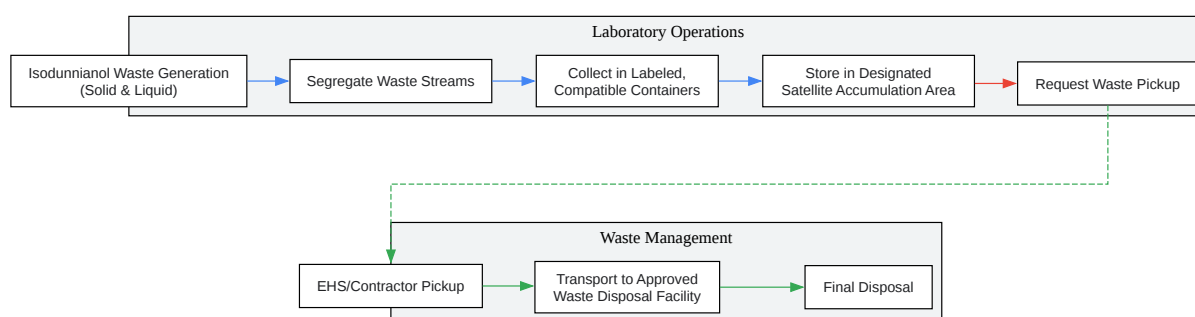 Laboratory Operations
Isodunnianol Waste Generation
(Solid & Liquid)
Segregate Waste Streams
Collect in Labeled,
Compatible Containers
Store in Designated
Satellite Accumulation Area
Request Waste Pickup
Waste Management
EHS/Contractor Pickup
Transport to Approved
Waste Disposal Facility
Final Disposal